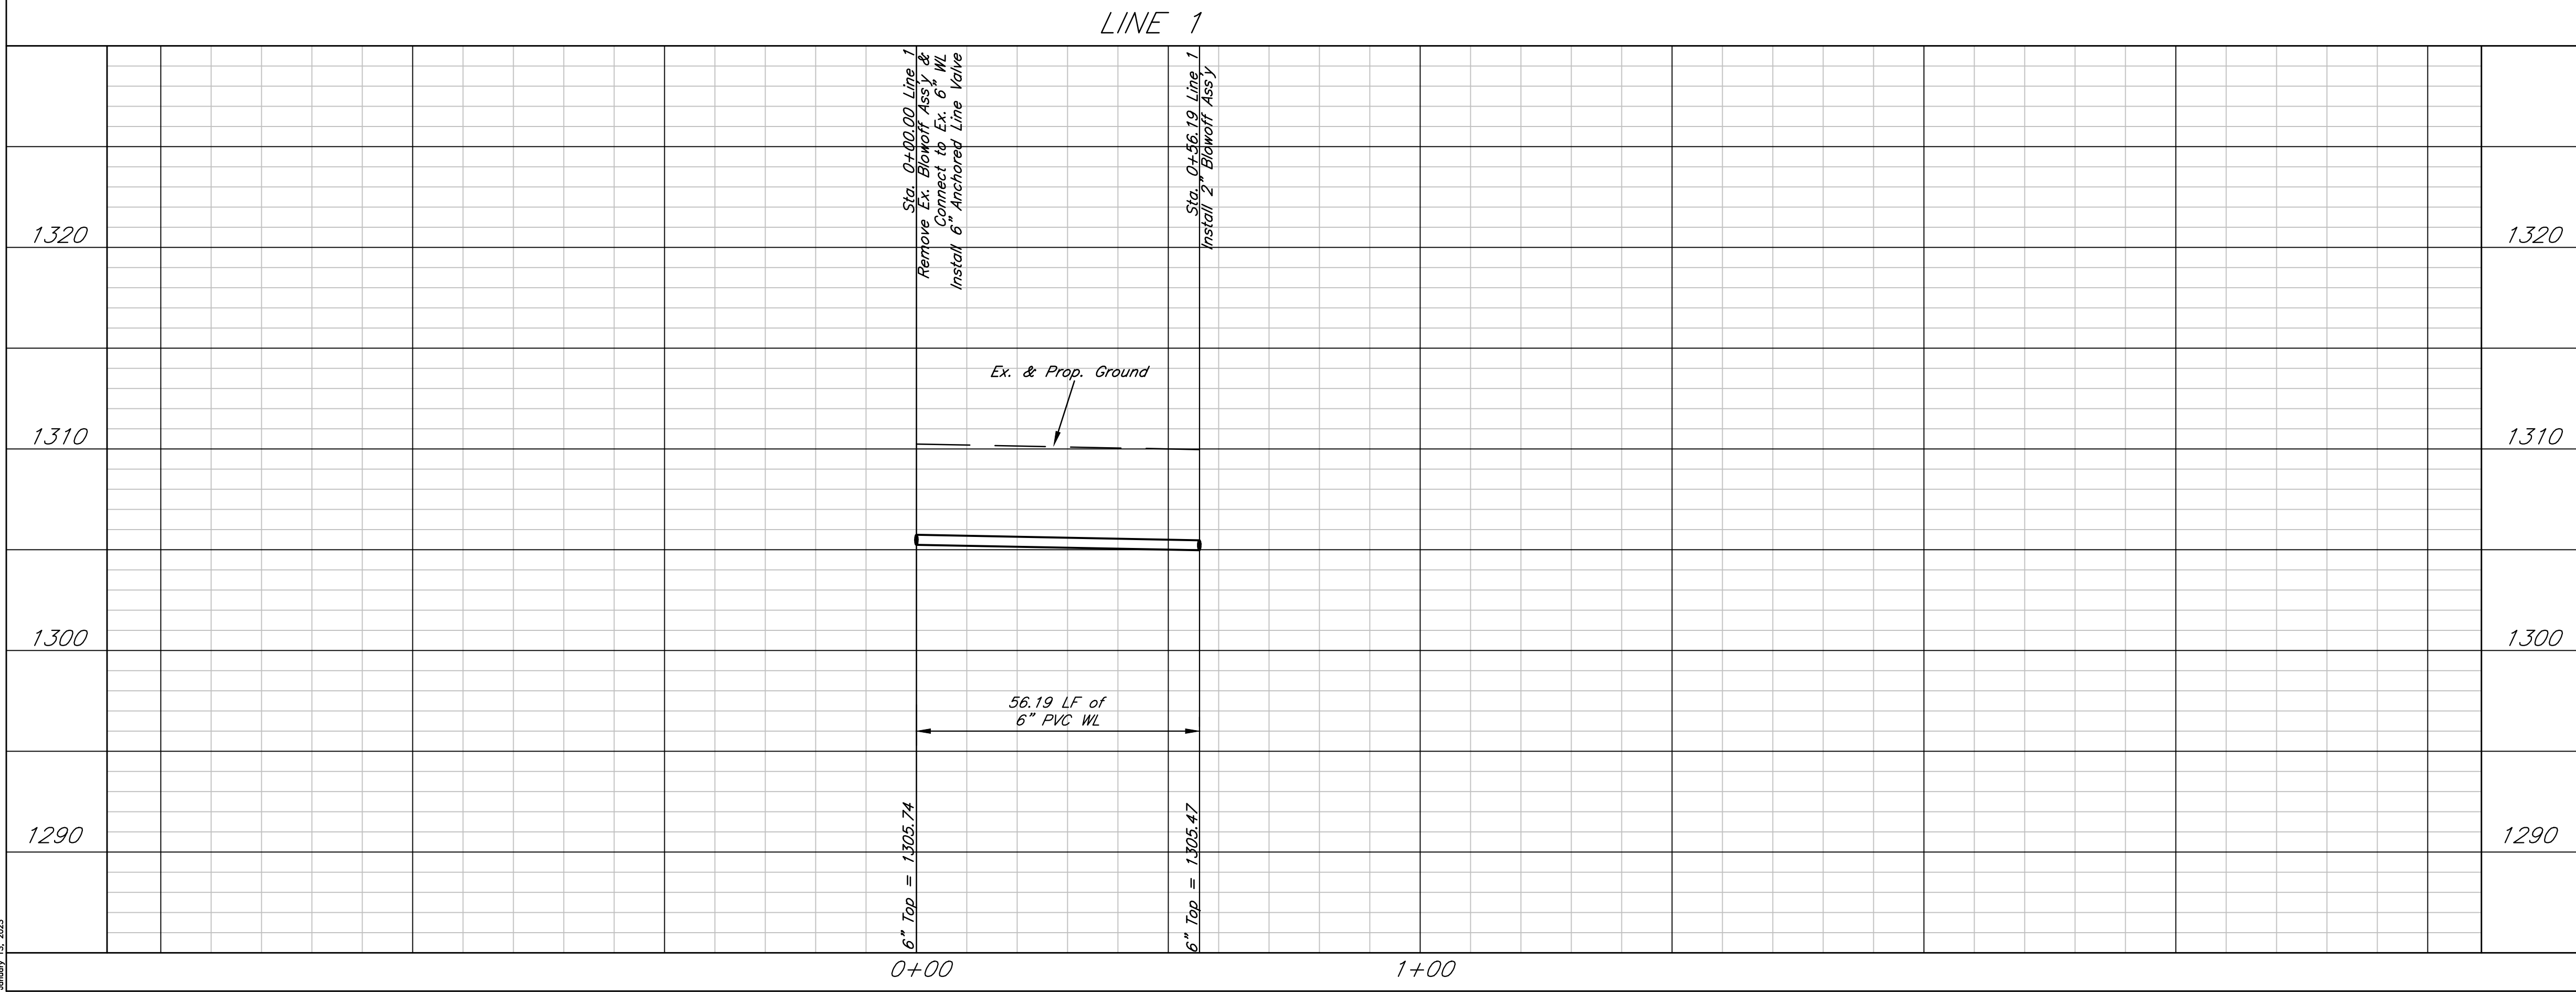 LINE 1
Sta. 0+00.00 Line 1
Remove Ex. Blowoff Ass'y &
Connect to Ex. 6" WL
Install 6" Anchored Line Valve
Sta. 0+56.19 Line 1
Install 2" Blowoff Ass'y
1320
1320
Ex. & Prop. Ground
1310
1310
1300
1300
56.19 LF of
6" PVC WL
1290
1290
6" Top = 1305.74
6" Top = 1305.47
0+00
1+00